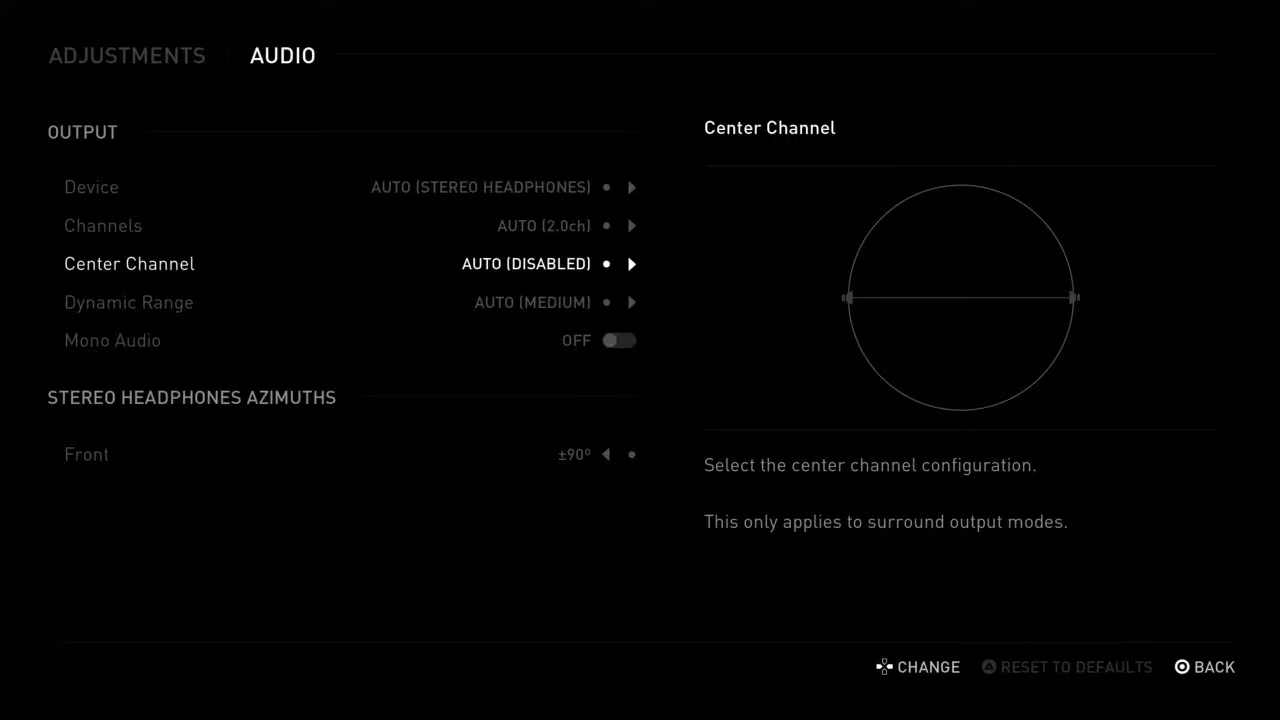 ADJUSTMENTS AUDIO
OUTPUT
Device AUTO (STEREO HEADPHONES)
Channels AUTO (2.0ch)
Center Channel AUTO (DISABLED)
Dynamic Range AUTO (MEDIUM)
Mono Audio OFF
STEREO HEADPHONES AZIMUTHS
Front ±90º
Center Channel
Select the center channel configuration.
This only applies to surround output modes.
CHANGE RESET TO DEFAULTS BACK